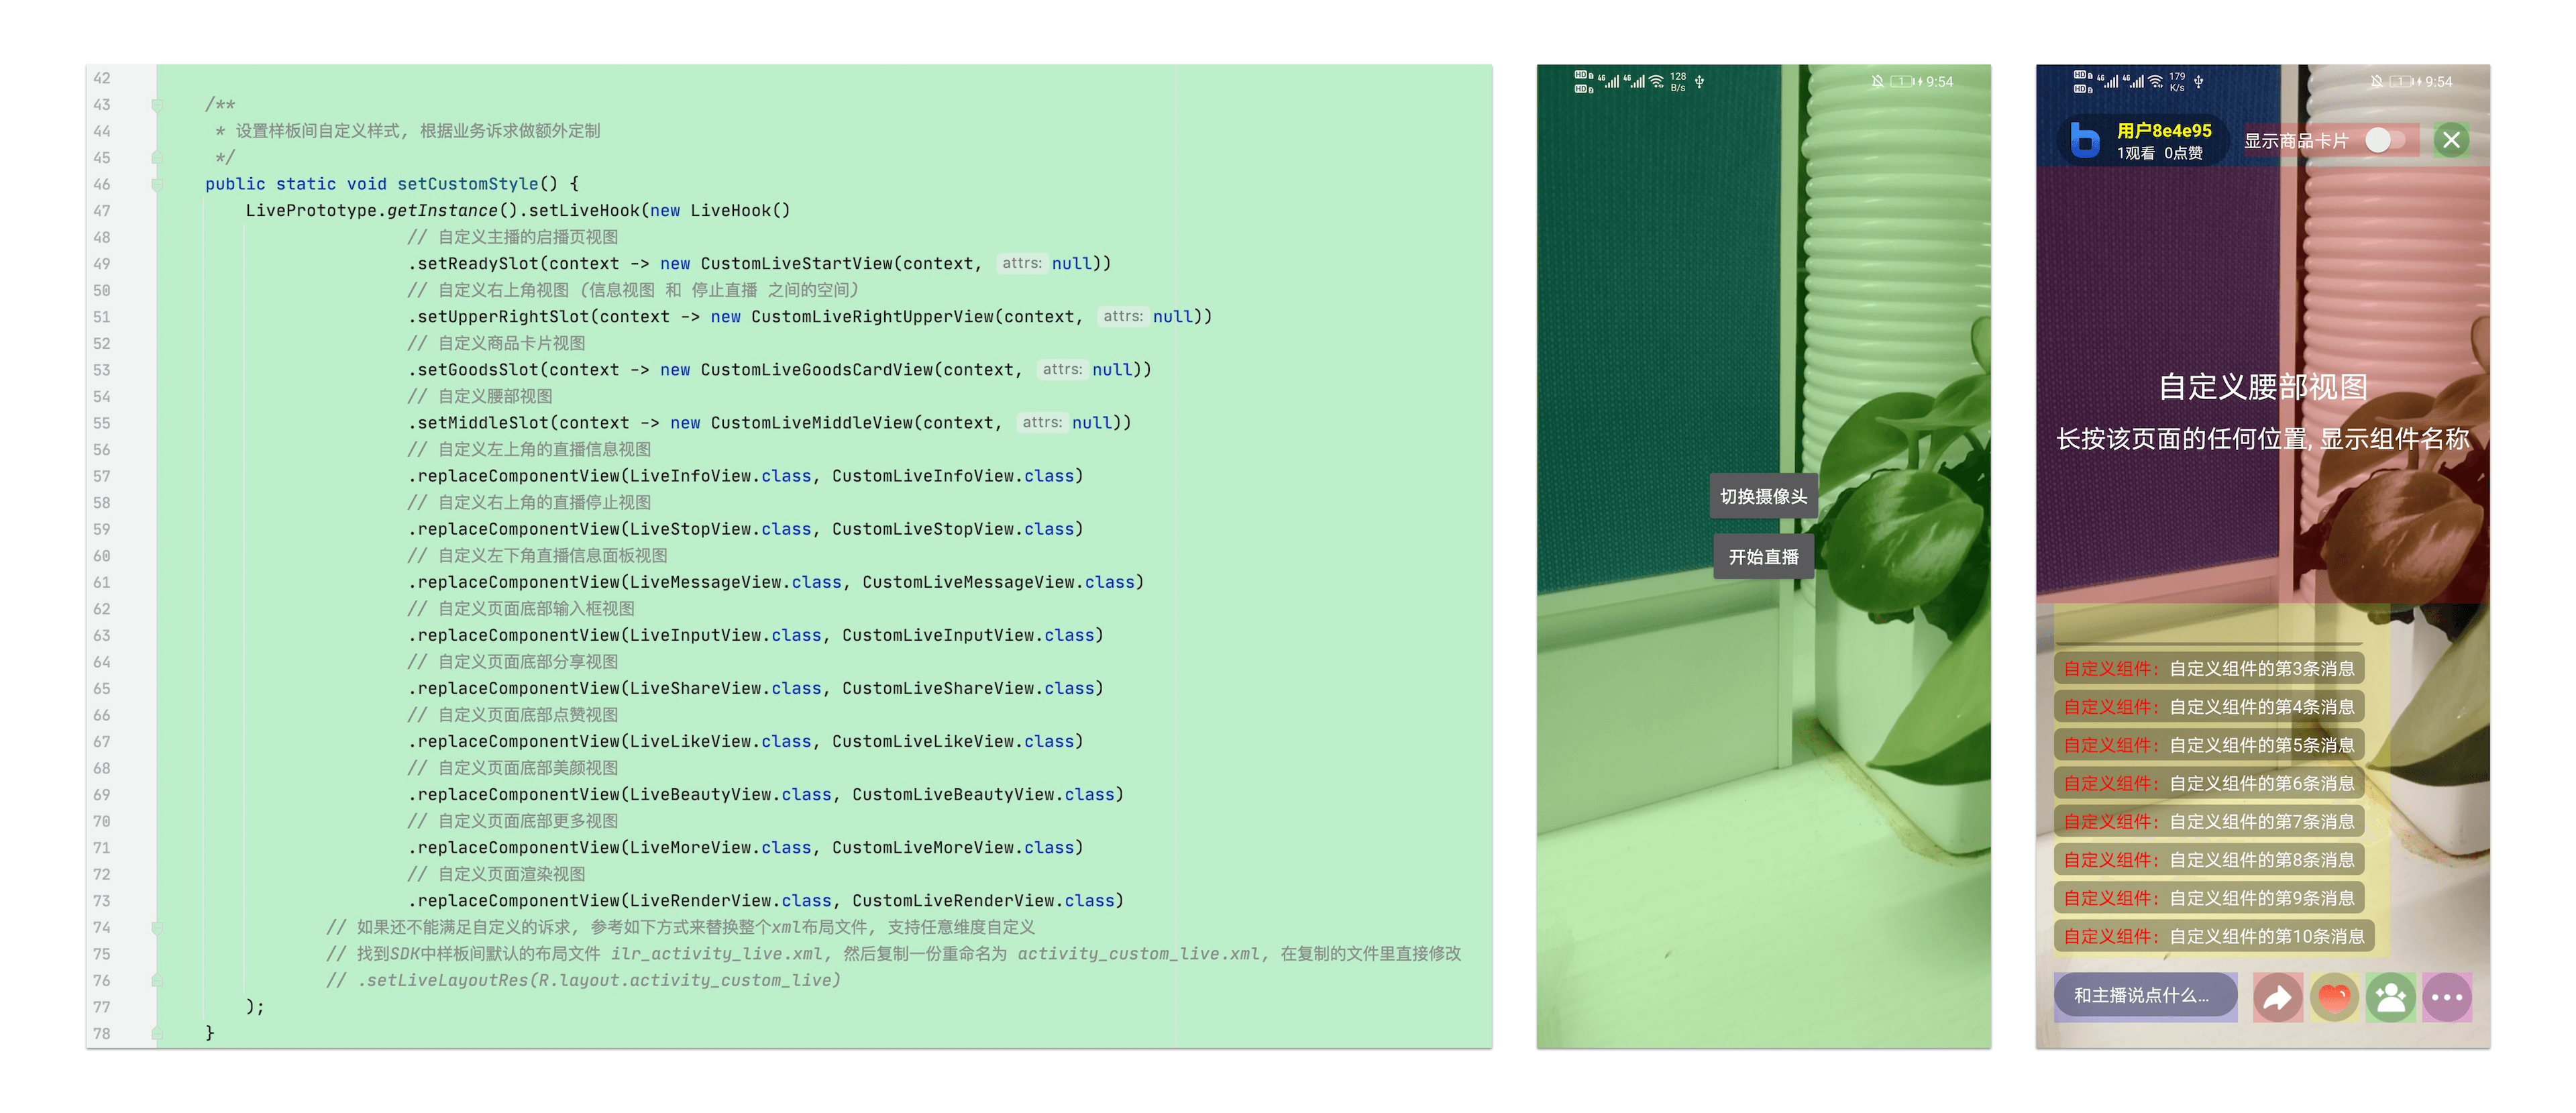 42
43 /**
44 * 设置样板间自定义样式, 根据业务诉求做额外定制
45 */
46 public static void setCustomStyle() {
47 LivePrototype.getInstance().setLiveHook(new LiveHook()
48 // 自定义主播的启播页视图
49 .setReadySlot(context -> new CustomLiveStartView(context, attrs: null))
50 // 自定义右上角视图 (信息视图 和 停止直播 之间的空间)
51 .setUpperRightSlot(context -> new CustomLiveRightUpperView(context, attrs: null))
52 // 自定义商品卡片视图
53 .setGoodsSlot(context -> new CustomLiveGoodsCardView(context, attrs: null))
54 // 自定义腰部视图
55 .setMiddleSlot(context -> new CustomLiveMiddleView(context, attrs: null))
56 // 自定义左上角的直播信息视图
57 .replaceComponentView(LiveInfoView.class, CustomLiveInfoView.class)
58 // 自定义右上角的直播停止视图
59 .replaceComponentView(LiveStopView.class, CustomLiveStopView.class)
60 // 自定义左下角直播信息面板视图
61 .replaceComponentView(LiveMessageView.class, CustomLiveMessageView.class)
62 // 自定义页面底部输入框视图
63 .replaceComponentView(LiveInputView.class, CustomLiveInputView.class)
64 // 自定义页面底部分享视图
65 .replaceComponentView(LiveShareView.class, CustomLiveShareView.class)
66 // 自定义页面底部点赞视图
67 .replaceComponentView(LiveLikeView.class, CustomLiveLikeView.class)
68 // 自定义页面底部美颜视图
69 .replaceComponentView(LiveBeautyView.class, CustomLiveBeautyView.class)
70 // 自定义页面底部更多视图
71 .replaceComponentView(LiveMoreView.class, CustomLiveMoreView.class)
72 // 自定义页面渲染视图
73 .replaceComponentView(LiveRenderView.class, CustomLiveRenderView.class)
74 // 如果还不能满足自定义的诉求, 参考如下方式来替换整个xml布局文件, 支持任意维度自定义
75 // 找到SDK中样板间默认的布局文件 ilr_activity_live.xml, 然后复制一份重命名为 activity_custom_live.xml, 在复制的文件里直接修改
76 // .setLiveLayoutRes(R.layout.activity_custom_live)
77 );
78 }
HD 1 4G 4G 128 1 9:54
HD 2 B/s
切换摄像头
开始直播
HD 1 4G 4G 179 1 9:54
HD 2 K/s
用户8e4e95
1观看 0点赞
显示商品卡片
自定义腰部视图
长按该页面的任何位置, 显示组件名称
自定义组件: 自定义组件的第3条消息
自定义组件: 自定义组件的第4条消息
自定义组件: 自定义组件的第5条消息
自定义组件: 自定义组件的第6条消息
自定义组件: 自定义组件的第7条消息
自定义组件: 自定义组件的第8条消息
自定义组件: 自定义组件的第9条消息
自定义组件: 自定义组件的第10条消息
和主播说点什么...